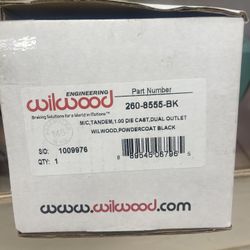 ENGINEERING
wilwood
Braking Solutions for a World in Motion™
Part Number
260-8555-BK
M/C,TANDEM,1.00 DIE CAST,DUAL OUTLET
WILWOOD,POWDERCOAT BLACK
S/O: 1009976
QTY: 1
www.wilwood.com